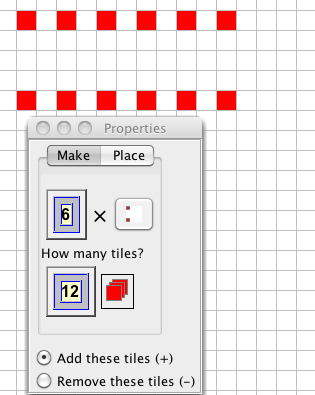 Properties
Make Place
6 ×
How many tiles?
12
Add these tiles (+)
Remove these tiles (−)